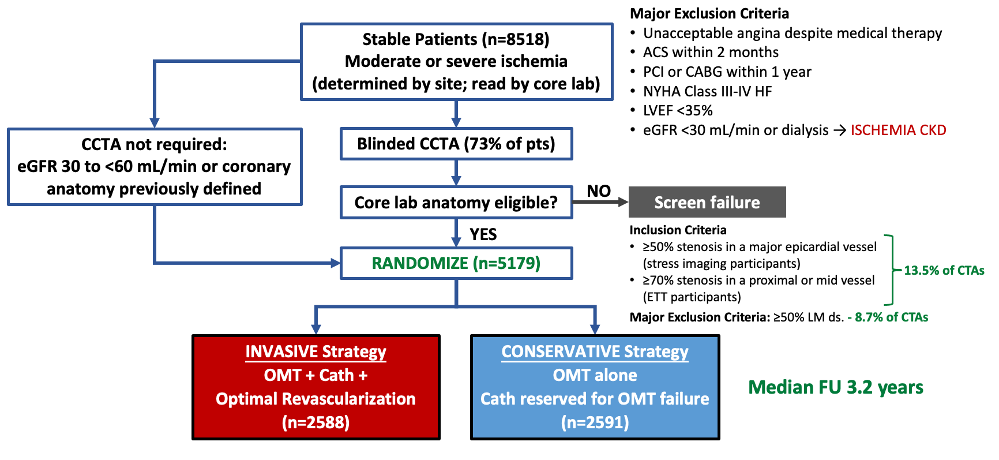 Major Exclusion Criteria
• Unacceptable angina despite medical therapy
• ACS within 2 months
• PCI or CABG within 1 year
• NYHA Class III-IV HF
• LVEF <35%
• eGFR <30 mL/min or dialysis → ISCHEMIA CKD
Stable Patients (n=8518)
Moderate or severe ischemia
(determined by site; read by core lab)
CCTA not required:
eGFR 30 to <60 mL/min or coronary
anatomy previously defined
Blinded CCTA (73% of pts)
Core lab anatomy eligible?
NO
Screen failure
YES
Inclusion Criteria
• ≥50% stenosis in a major epicardial vessel
(stress imaging participants)
• ≥70% stenosis in a proximal or mid vessel
(ETT participants)
13.5% of CTAs
Major Exclusion Criteria: ≥50% LM ds. - 8.7% of CTAs
RANDOMIZE (n=5179)
INVASIVE Strategy
OMT + Cath +
Optimal Revascularization
(n=2588)
CONSERVATIVE Strategy
OMT alone
Cath reserved for OMT failure
(n=2591)
Median FU 3.2 years